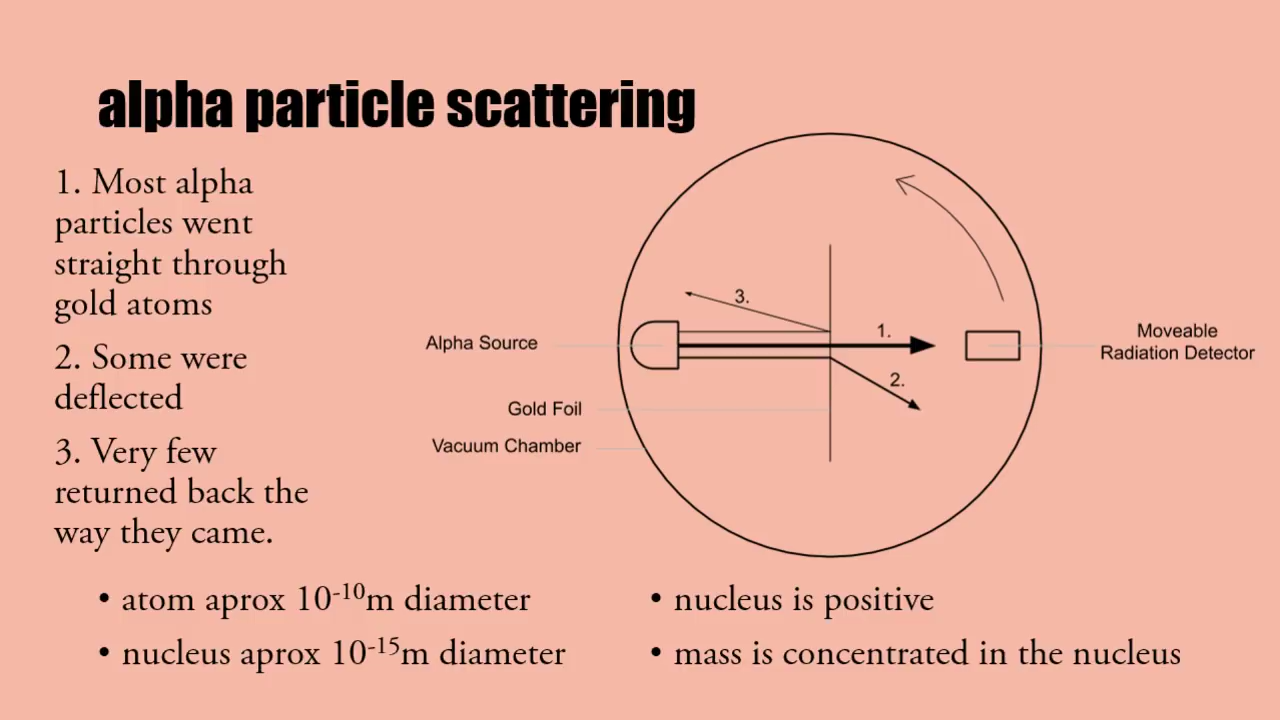 alpha particle scattering
1. Most alpha
particles went
straight through
gold atoms
2. Some were
deflected
3. Very few
returned back the
way they came.
3.
1.
2.
Alpha Source
Gold Foil
Vacuum Chamber
Moveable
Radiation Detector
• atom aprox 10⁻¹⁰m diameter
• nucleus aprox 10⁻¹⁵m diameter
• nucleus is positive
• mass is concentrated in the nucleus